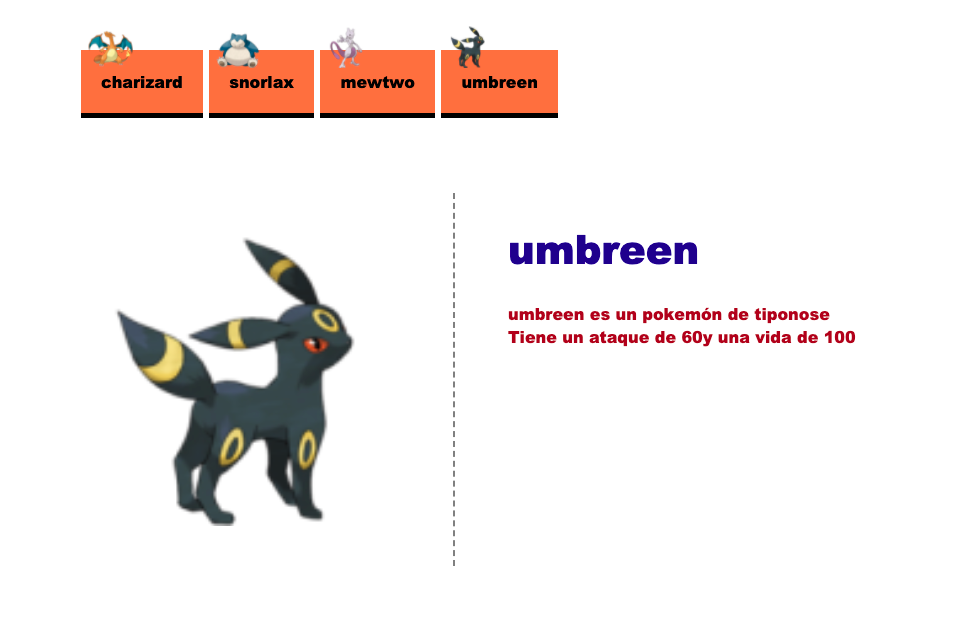 charizard
snorlax
mewtwo
umbreen
umbreen
umbreen es un pokemón de tiponose
Tiene un ataque de 60y una vida de 100